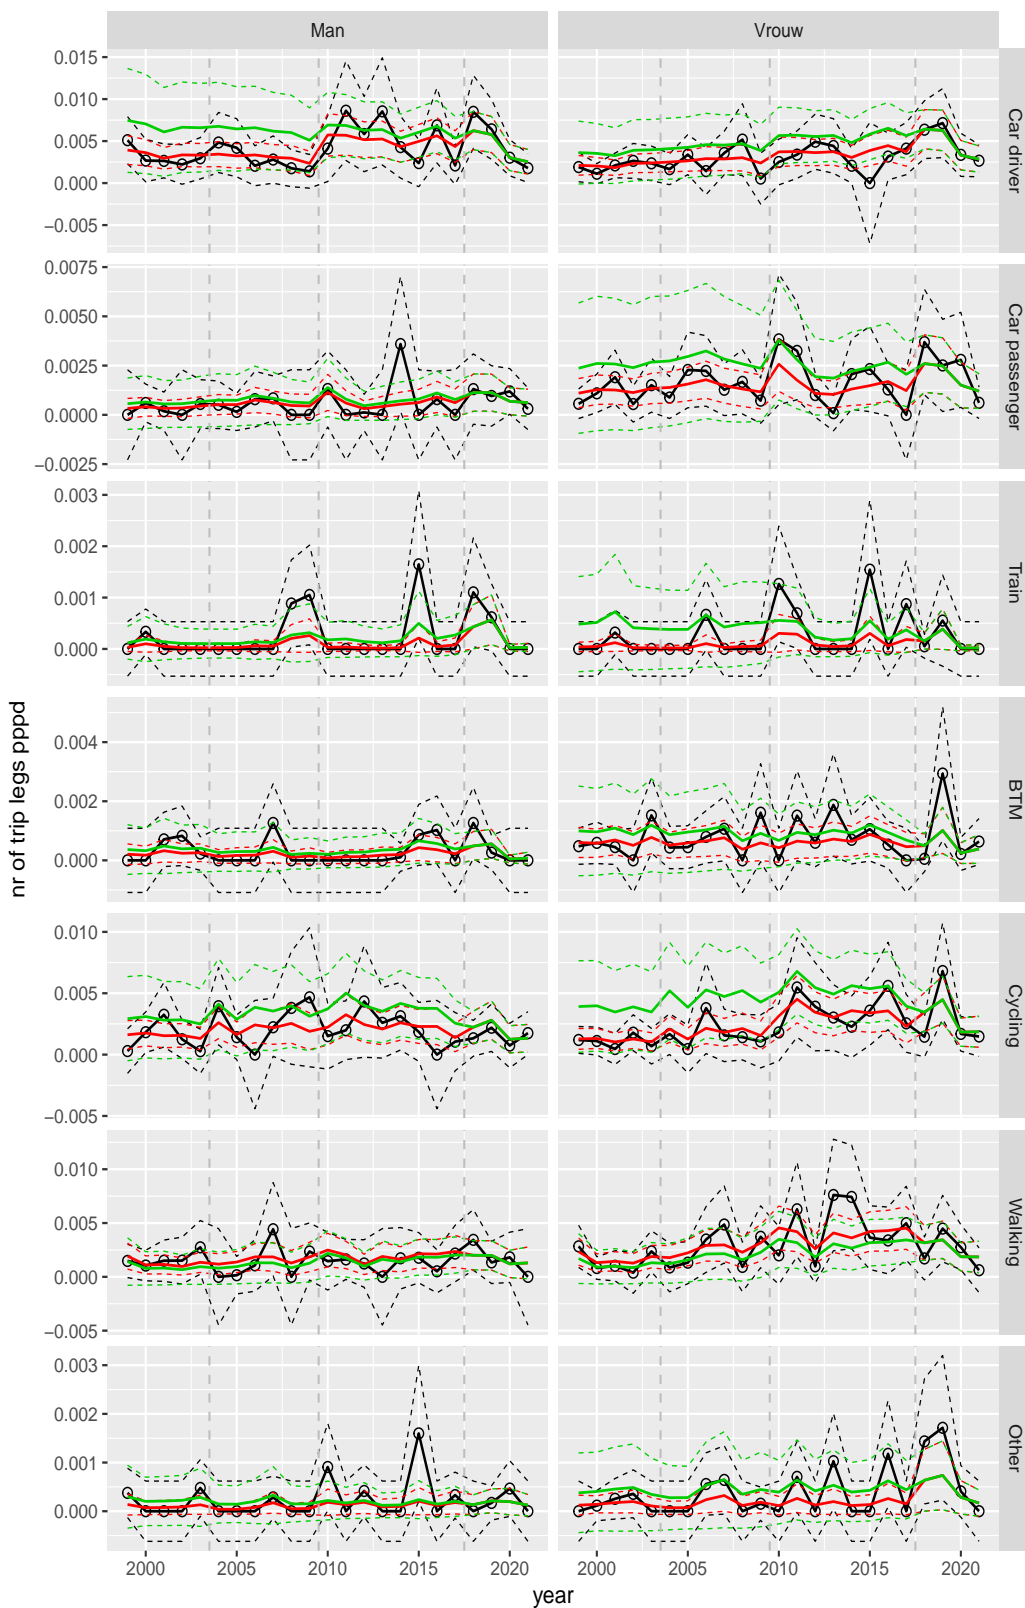 Man Vrouw
0.015
0.010
0.005
0.000
−0.005
Car driver
0.0075
0.0050
0.0025
0.0000
−0.0025
Car passenger
0.003
0.002
0.001
0.000
Train
0.004
0.002
0.000
BTM
0.010
0.005
0.000
−0.005
Cycling
0.010
0.005
0.000
−0.005
Walking
0.003
0.002
0.001
0.000
Other
nr of trip legs pppd
2000 2005 2010 2015 2020 2000 2005 2010 2015 2020
year